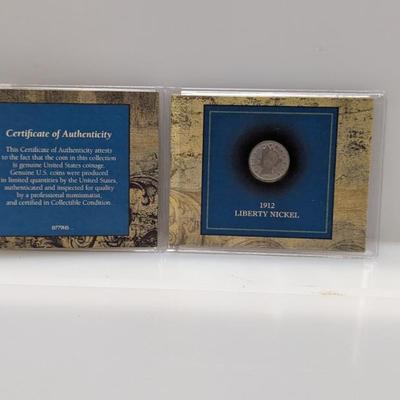 Certificate of Authenticity
This Certificate of Authenticity attests
to the fact that the coin in this collection
is genuine United States coinage.
Genuine U.S. coins were produced
in limited quantities by the United States,
authenticated and inspected for quality
by a professional numismatist,
and certified in Collectible Condition.
1912
LIBERTY NICKEL